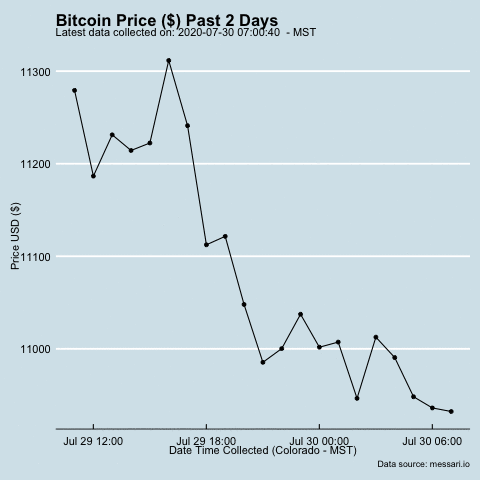 Bitcoin Price ($) Past 2 Days
Latest data collected on: 2020-07-30 07:00:40  - MST
11300
11200
11100
11000
Price USD ($)
Jul 29 12:00
Jul 29 18:00
Jul 30 00:00
Jul 30 06:00
Date Time Collected (Colorado - MST)
Data source: messari.io